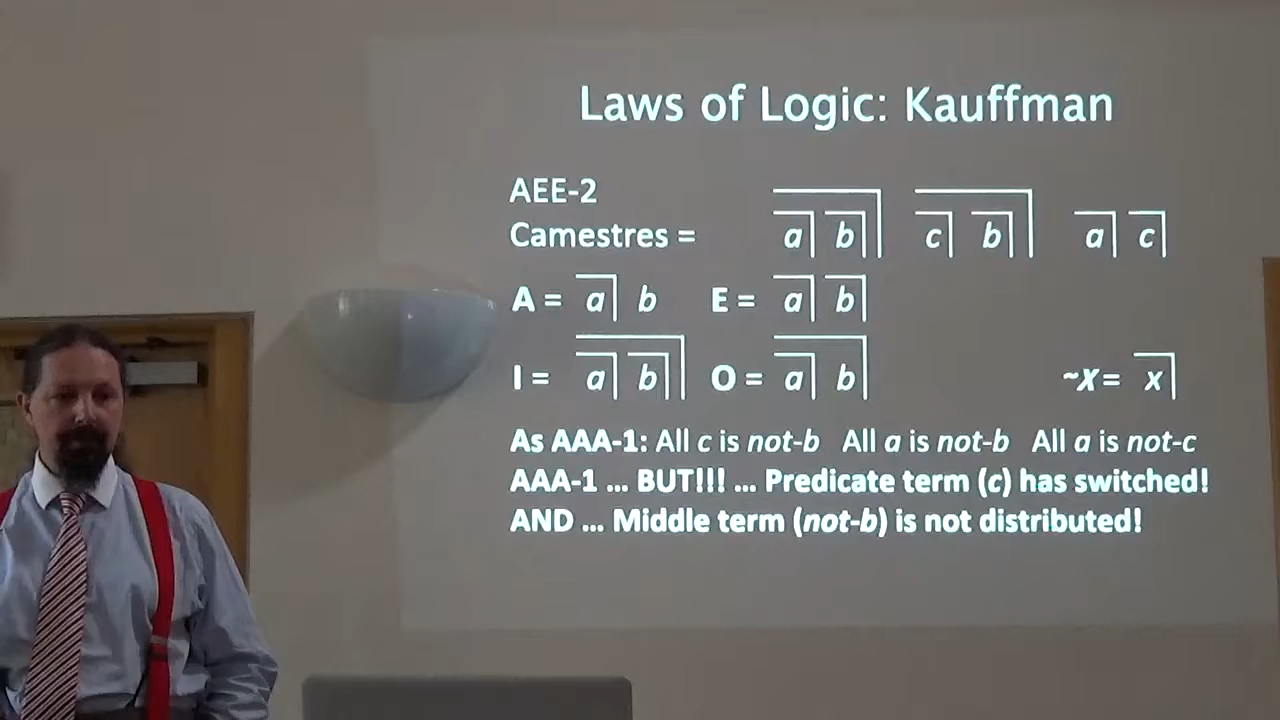 Laws of Logic: Kauffman
AEE-2
Camestres = a b c b a c
A = a b E = a b
I = a b O = a b ~x = x
As AAA-1: All c is not-b All a is not-b All a is not-c
AAA-1 ... BUT!!! ... Predicate term (c) has switched!
AND ... Middle term (not-b) is not distributed!